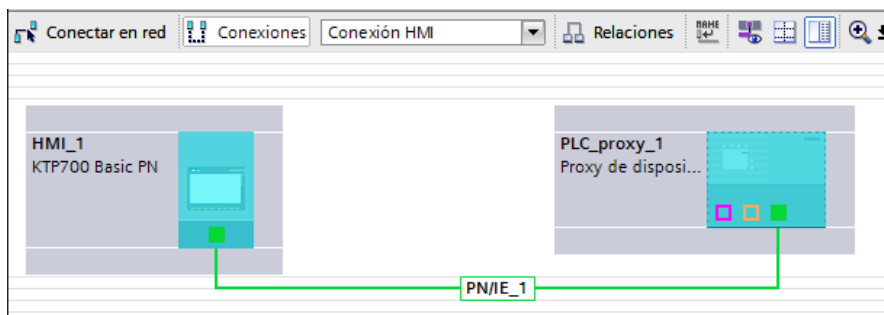 Conectar en red Conexiones Conexión HMI Relaciones
HMI_1
KTP700 Basic PN
PLC_proxy_1
Proxy de disposi...
PN/IE_1